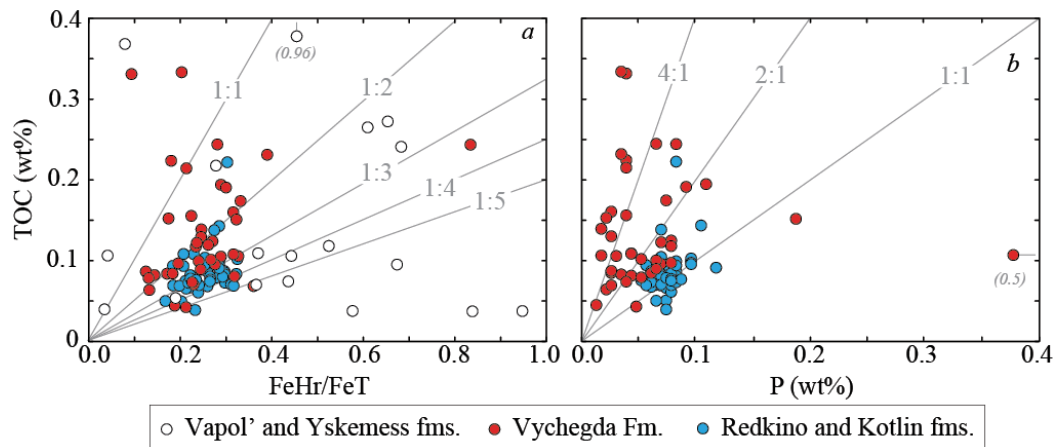 0.4
0.3
0.2
0.1
0
TOC (wt%)
0.0 0.2 0.4 0.6 0.8 1.0
FeHr/FeT
a
(0.96)
1:1
1:2
1:3
1:4
1:5
0.0 0.1 0.2 0.3 0.4
P (wt%)
b
4:1
2:1
1:1
(0.5)
Vapol’ and Yskemess fms. Vychegda Fm. Redkino and Kotlin fms.